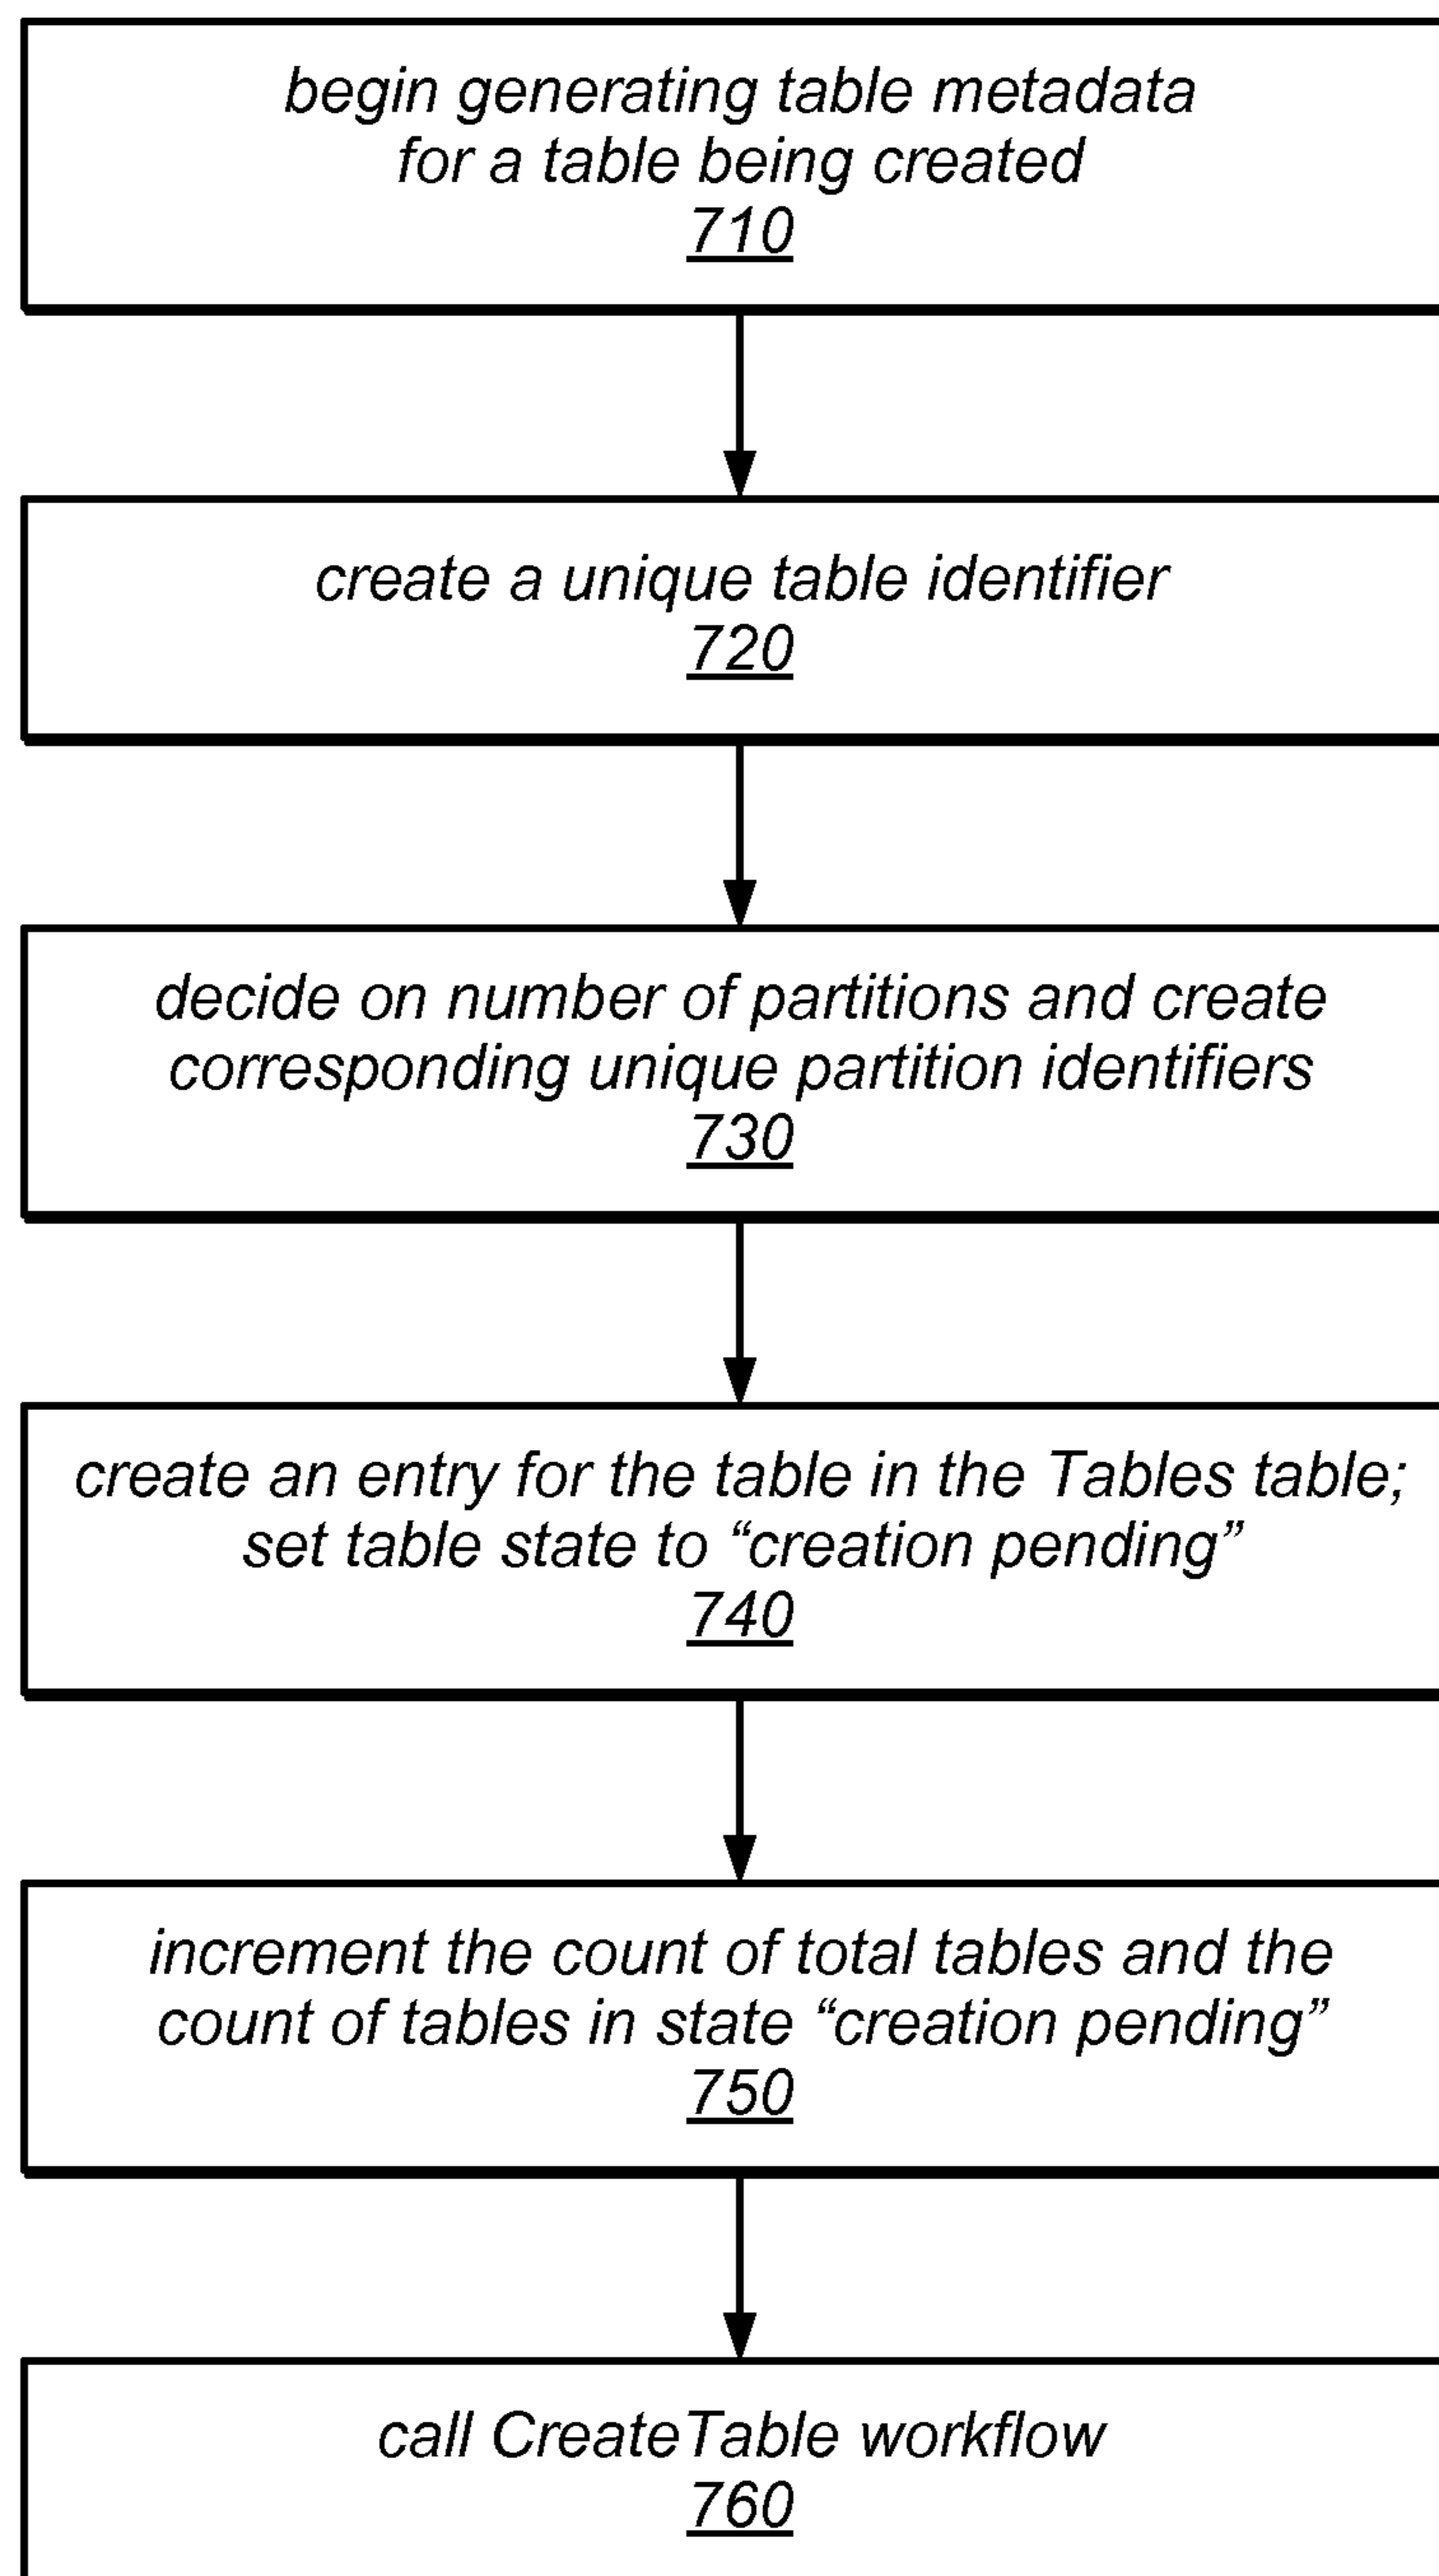 begin generating table metadata
for a table being created
710
create a unique table identifier
720
decide on number of partitions and create
corresponding unique partition identifiers
730
create an entry for the table in the Tables table;
set table state to “creation pending”
740
increment the count of total tables and the
count of tables in state “creation pending”
750
call CreateTable workflow
760